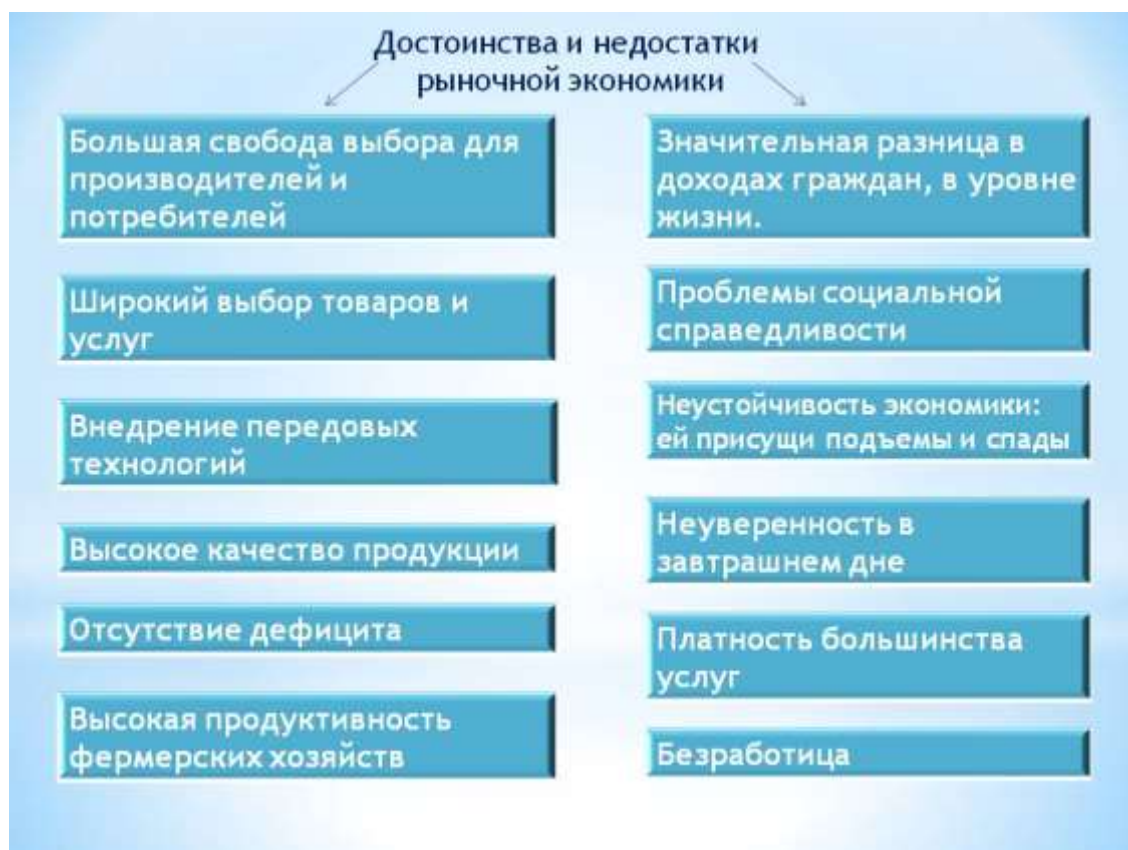 Достоинства и недостатки
рыночной экономики
Большая свобода выбора для
производителей и
потребителей
Широкий выбор товаров и
услуг
Внедрение передовых
технологий
Высокое качество продукции
Отсутствие дефицита
Высокая продуктивность
фермерских хозяйств
Значительная разница в
доходах граждан, в уровне
жизни.
Проблемы социальной
справедливости
Неустойчивость экономики:
ей присущи подъемы и спады
Неуверенность в
завтрашнем дне
Платность большинства
услуг
Безработица